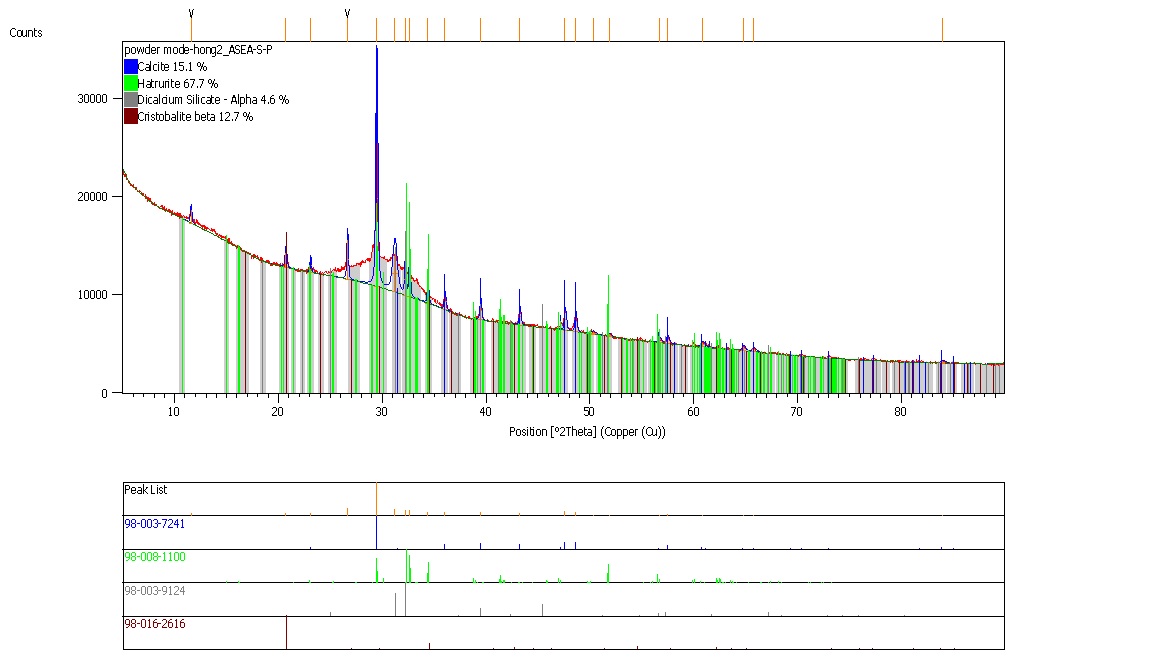 Counts
powder mode-hong2_ASEA-S-P
Calcite 15.1 %
Hatrurite 67.7 %
Dicalcium Silicate - Alpha 4.6 %
Cristobalite beta 12.7 %
30000
20000
10000
0
10 20 30 40 50 60 70 80
Position [°2Theta] (Copper (Cu))
Peak List
98-003-7241
98-008-1100
98-003-9124
98-016-2616